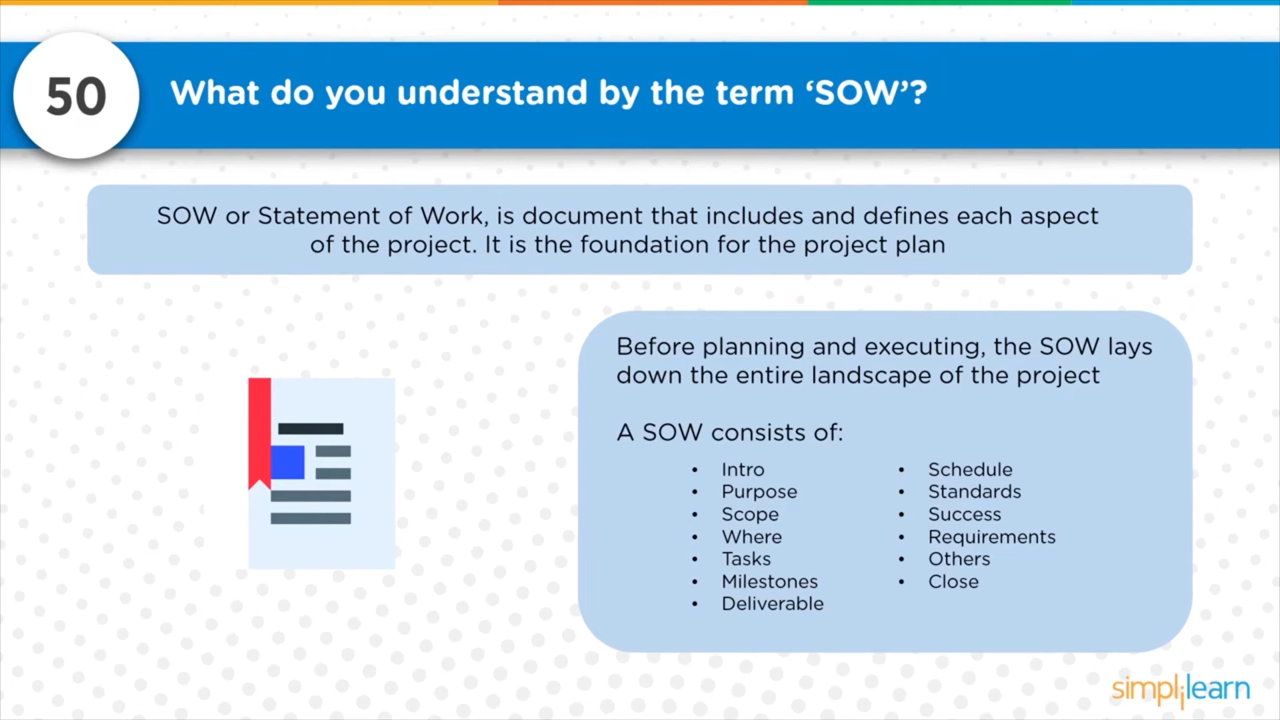 50
What do you understand by the term ‘SOW’?
SOW or Statement of Work, is document that includes and defines each aspect
of the project. It is the foundation for the project plan
Before planning and executing, the SOW lays
down the entire landscape of the project
A SOW consists of:
• Intro
• Purpose
• Scope
• Where
• Tasks
• Milestones
• Deliverable
• Schedule
• Standards
• Success
• Requirements
• Others
• Close
simplilearn